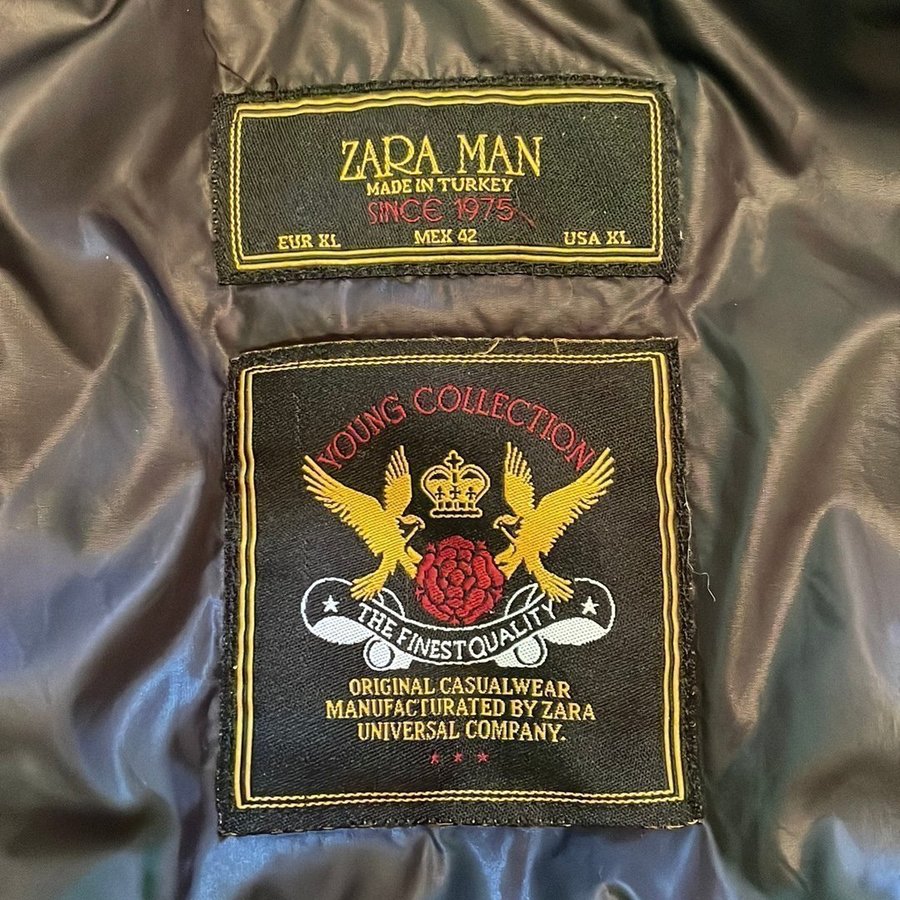 ZARA MAN
MADE IN TURKEY
SINCE 1975
EUR XL MEX 42 USA XL
YOUNG COLLECTION
THE FINEST QUALITY
ORIGINAL CASUALWEAR
MANUFACTURATED BY ZARA
UNIVERSAL COMPANY.